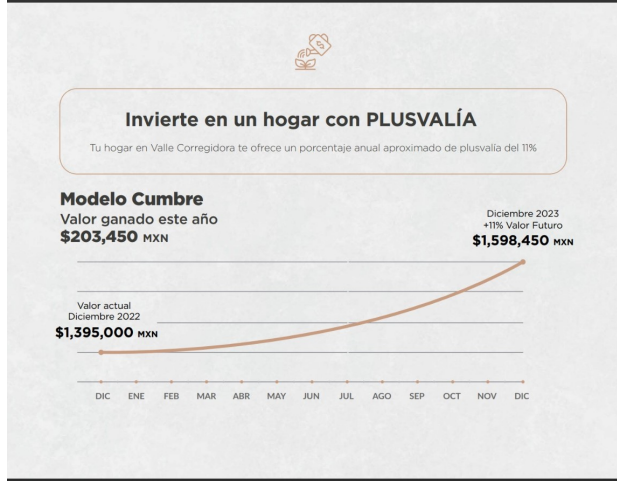 Invierte en un hogar con PLUSVALÍA
Tu hogar en Valle Corregidora te ofrece un porcentaje anual aproximado de plusvalía del 11%
Modelo Cumbre
Valor ganado este año
$203,450 MXN
Diciembre 2023
+11% Valor Futuro
$1,598,450 MXN
Valor actual
Diciembre 2022
$1,395,000 MXN
DIC ENE FEB MAR ABR MAY JUN JUL AGO SEP OCT NOV DIC